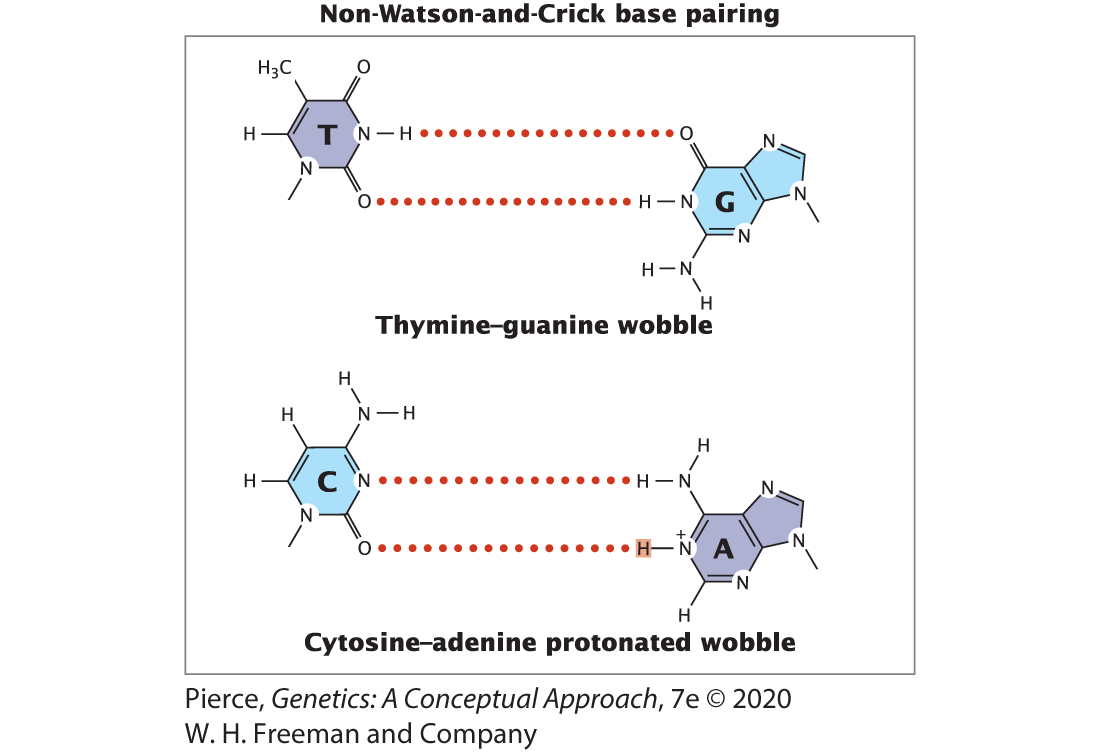 Non-Watson-and-Crick base pairing
H₃C O
H T N H O N
N G N
O H N
N
H N
H
Thymine–guanine wobble
H
H N H
H
H C N H N N
N A N
O H N +
N
H
Cytosine–adenine protonated wobble
Pierce, Genetics: A Conceptual Approach, 7e © 2020
W. H. Freeman and Company